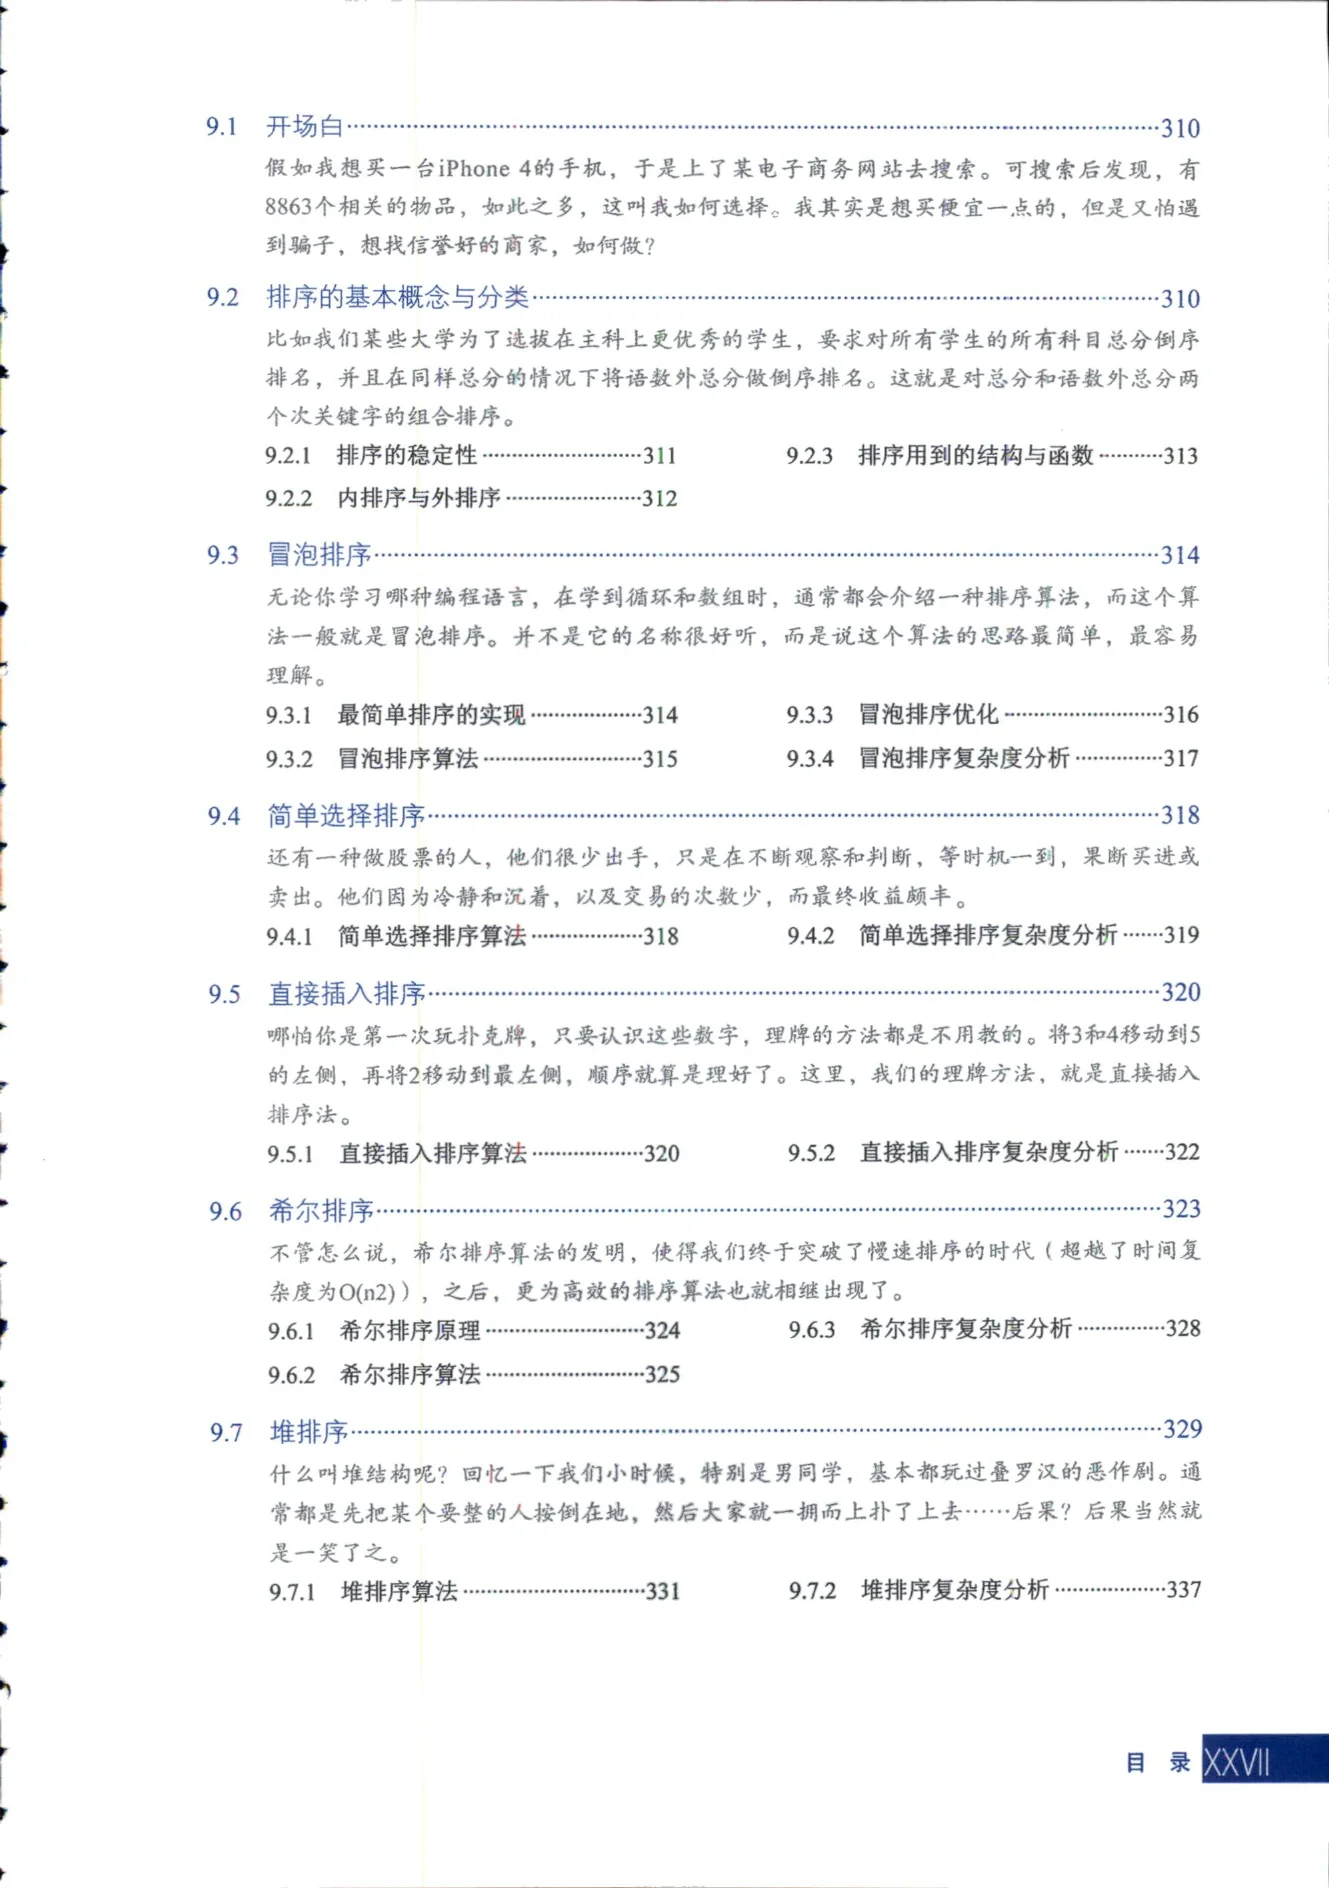 9.1 开场白……310
假如我想买一台iPhone 4的手机，于是上了某电子商务网站去搜索。可搜索后发现，有
8863个相关的物品，如此之多，这叫我如何选择。我其实是想买便宜一点的，但是又怕遇
到骗子，想找信誉好的商家，如何做？
9.2 排序的基本概念与分类……310
比如我们某些大学为了选拔在主科上更优秀的学生，要求对所有学生的所有科目总分倒序
排名，并且在同样总分的情况下将语数外总分做倒序排名。这就是对总分和语数外总分两
个次关键字的组合排序。
9.2.1 排序的稳定性……311 9.2.3 排序用到的结构与函数……313
9.2.2 内排序与外排序……312
9.3 冒泡排序……314
无论你学习哪种编程语言，在学到循环和数组时，通常都会介绍一种排序算法，而这个算
法一般就是冒泡排序。并不是它的名称很好听，而是说这个算法的思路最简单，最容易
理解。
9.3.1 最简单排序的实现……314 9.3.3 冒泡排序优化……316
9.3.2 冒泡排序算法……315 9.3.4 冒泡排序复杂度分析……317
9.4 简单选择排序……318
还有一种做股票的人，他们很少出手，只是在不断观察和判断，等时机一到，果断买进或
卖出。他们因为冷静和沉着，以及交易的次数少，而最终收益颇丰。
9.4.1 简单选择排序算法……318 9.4.2 简单选择排序复杂度分析……319
9.5 直接插入排序……320
哪怕你是第一次玩扑克牌，只要认识这些数字，理牌的方法都是不用教的。将3和4移动到5
的左侧，再将2移动到最左侧，顺序就算是理好了。这里，我们的理牌方法，就是直接插入
排序法。
9.5.1 直接插入排序算法……320 9.5.2 直接插入排序复杂度分析……322
9.6 希尔排序……323
不管怎么说，希尔排序算法的发明，使得我们终于突破了慢速排序的时代（超越了时间复
杂度为O(n2)），之后，更为高效的排序算法也就相继出现了。
9.6.1 希尔排序原理……324 9.6.3 希尔排序复杂度分析……328
9.6.2 希尔排序算法……325
9.7 堆排序……329
什么叫堆结构呢？回忆一下我们小时候，特别是男同学，基本都玩过叠罗汉的恶作剧。通
常都是先把某个要整的人按倒在地，然后大家就一拥而上扑了上去……后果？后果当然就
是一笑了之。
9.7.1 堆排序算法……331 9.7.2 堆排序复杂度分析……337
目 录 XXVII